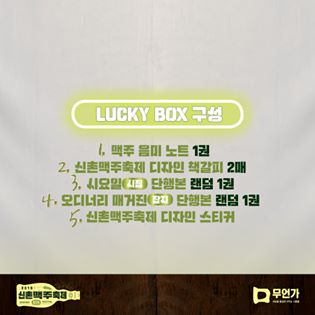 LUCKY BOX 구성
1. 맥주 음미 노트 1권
2. 신촌맥주축제 디자인 책갈피 2매
3. 시요일 시집 단행본 랜덤 1권
4. 오디너리 매거진 잡지 단행본 랜덤 1권
5. 신촌맥주축제 디자인 스티커
2018
신촌맥주축제
무언가